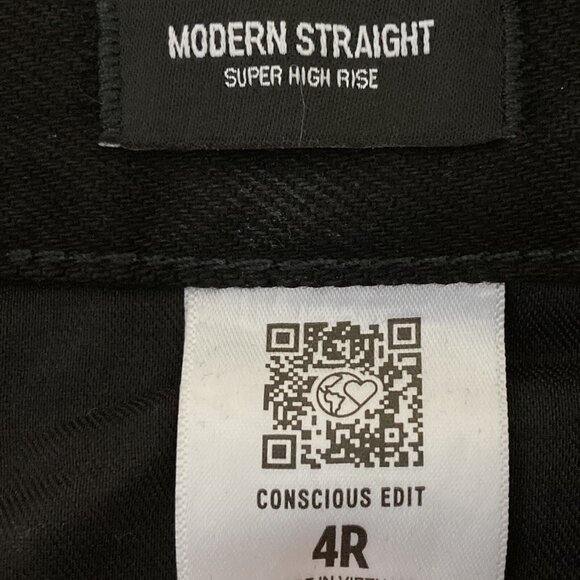 MODERN STRAIGHT
SUPER HIGH RISE
CONSCIOUS EDIT
4R